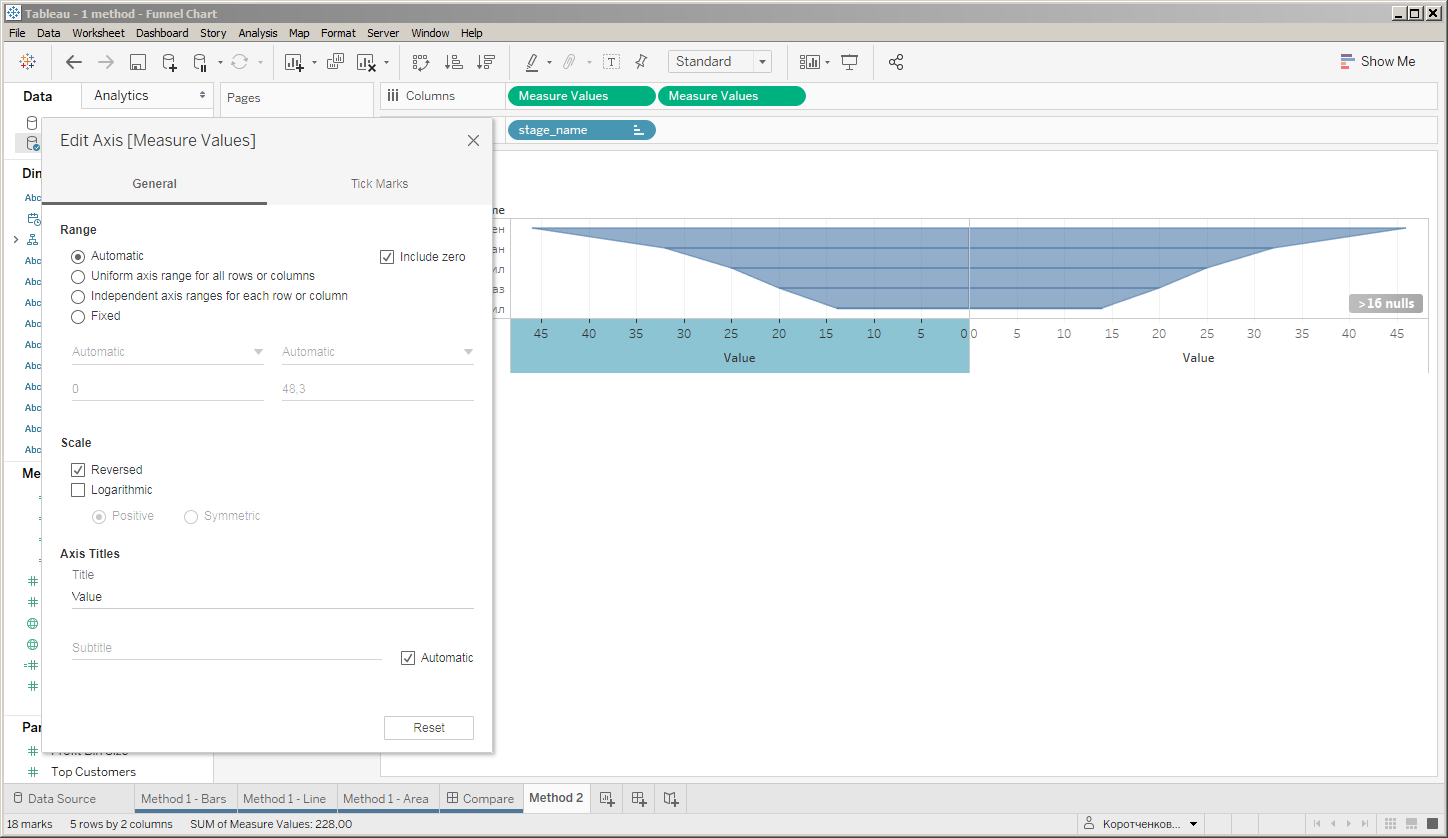 Tableau - 1 method - Funnel Chart
File Data Worksheet Dashboard Story Analysis Map Format Server Window Help
Standard
Show Me
Data Analytics
Pages
Columns Measure Values Measure Values
stage_name
Edit Axis [Measure Values]
General Tick Marks
Range
Automatic Include zero
Uniform axis range for all rows or columns
Independent axis ranges for each row or column
Fixed
Automatic Automatic
0 48,3
Scale
Reversed
Logarithmic
Positive Symmetric
Axis Titles
Title
Value
Subtitle
Automatic
Reset
Din
Abc
Abc
Abc
Abc
Abc
Abc
Abc
Abc
Abc
Abc
Abc
Me
Par
Top Customers
me
ен
ан
ил
аз
ил
>16 nulls
45 40 35 30 25 20 15 10 5 0 0 5 10 15 20 25 30 35 40 45
Value Value
Data Source Method 1 - Bars Method 1 - Line Method 1 - Area Compare Method 2
18 marks 5 rows by 2 columns SUM of Measure Values: 228,00 Коротченков...